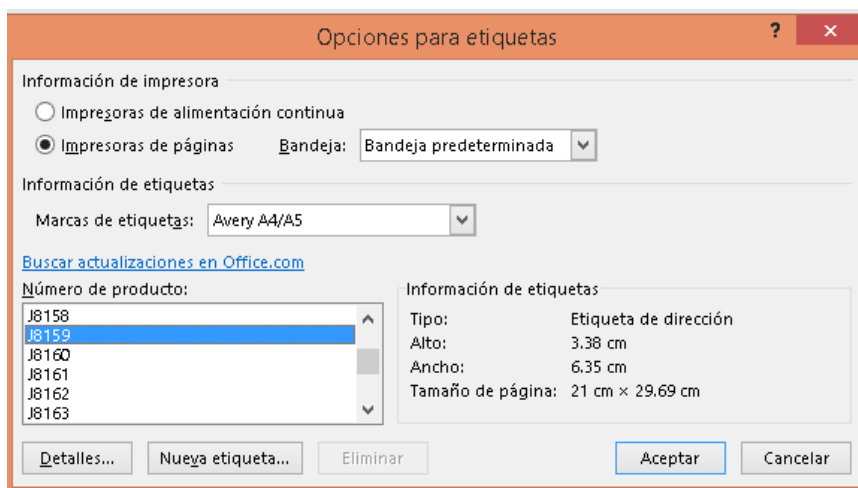 Opciones para etiquetas
?
Información de impresora
Impresoras de alimentación continua
Impresoras de páginas Bandeja: Bandeja predeterminada
Información de etiquetas
Marcas de etiquetas: Avery A4/A5
Buscar actualizaciones en Office.com
Número de producto:
J8158
J8159
J8160
J8161
J8162
J8163
Información de etiquetas
Tipo: Etiqueta de dirección
Alto: 3.38 cm
Ancho: 6.35 cm
Tamaño de página: 21 cm × 29.69 cm
Detalles... Nueva etiqueta... Eliminar Aceptar Cancelar